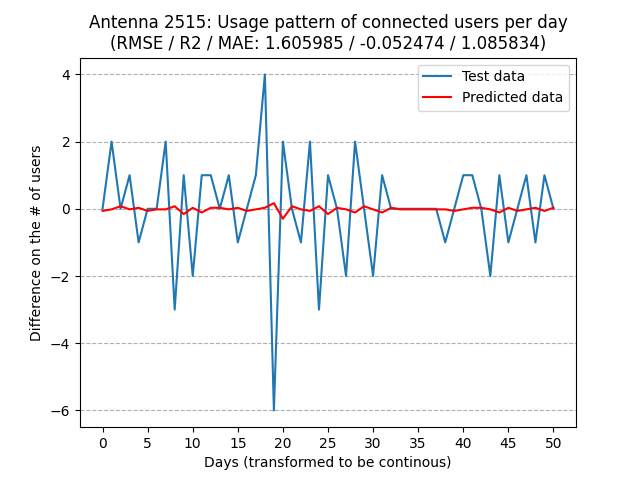 Antenna 2515: Usage pattern of connected users per day
(RMSE / R2 / MAE: 1.605985 / -0.052474 / 1.085834)
Test data
Predicted data
4
2
0
−2
−4
−6
Difference on the # of users
0 5 10 15 20 25 30 35 40 45 50
Days (transformed to be continous)